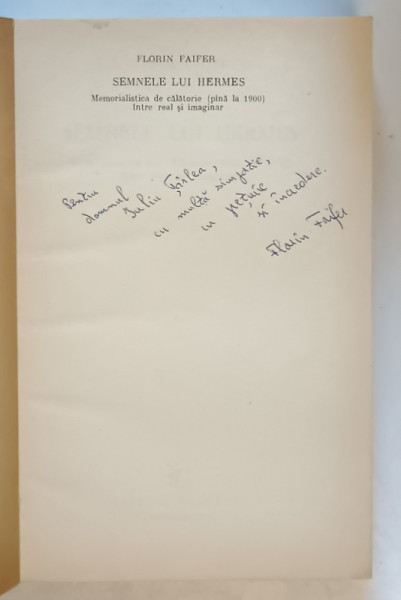 FLORIN FAIFER
SEMNELE LUI HERMES
Memorialistica de călătorie (pînă la 1900)
între real și imaginar
Pentru
domnul Iuliu Țîrlea,
cu multă simpatie,
cu prețuire
și încredere.
Florin Faifer